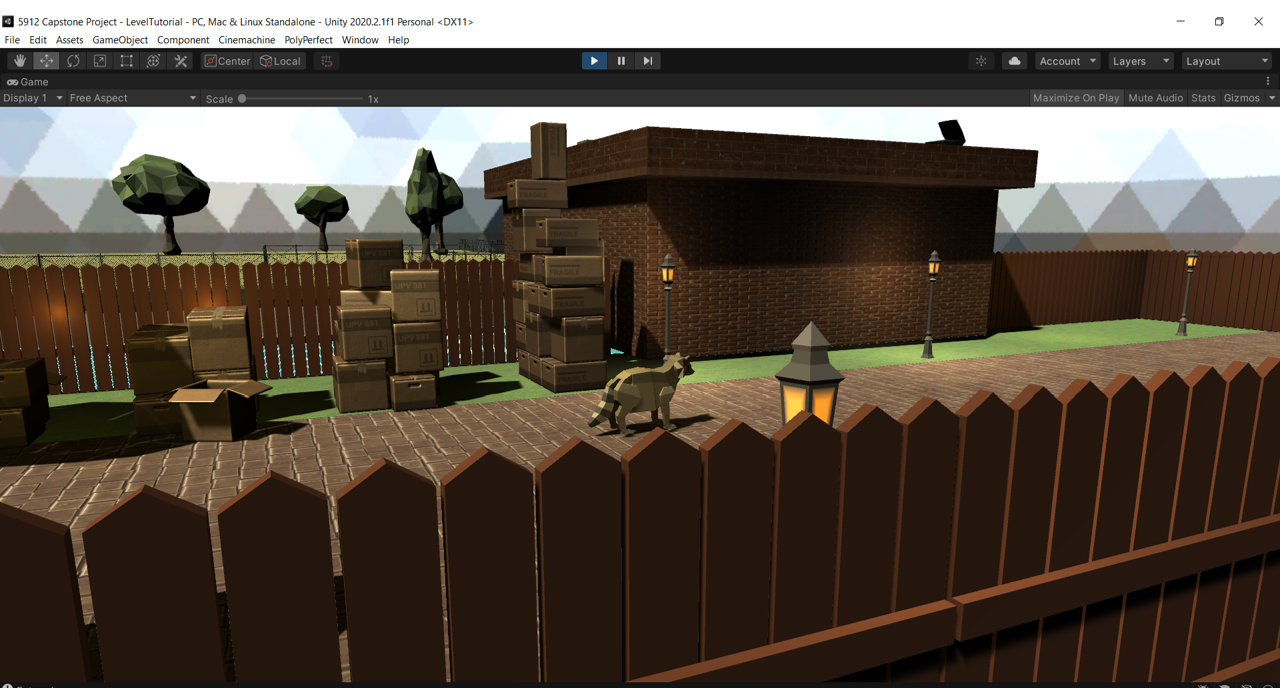 5912 Capstone Project - LevelTutorial - PC, Mac & Linux Standalone - Unity 2020.2.1f1 Personal <DX11>
File Edit Assets GameObject Component Cinemachine PolyPerfect Window Help
Center Local Account Layers Layout
Game
Display 1 Free Aspect Scale 1x Maximize On Play Mute Audio Stats Gizmos
FRAGILE
FRAGILE